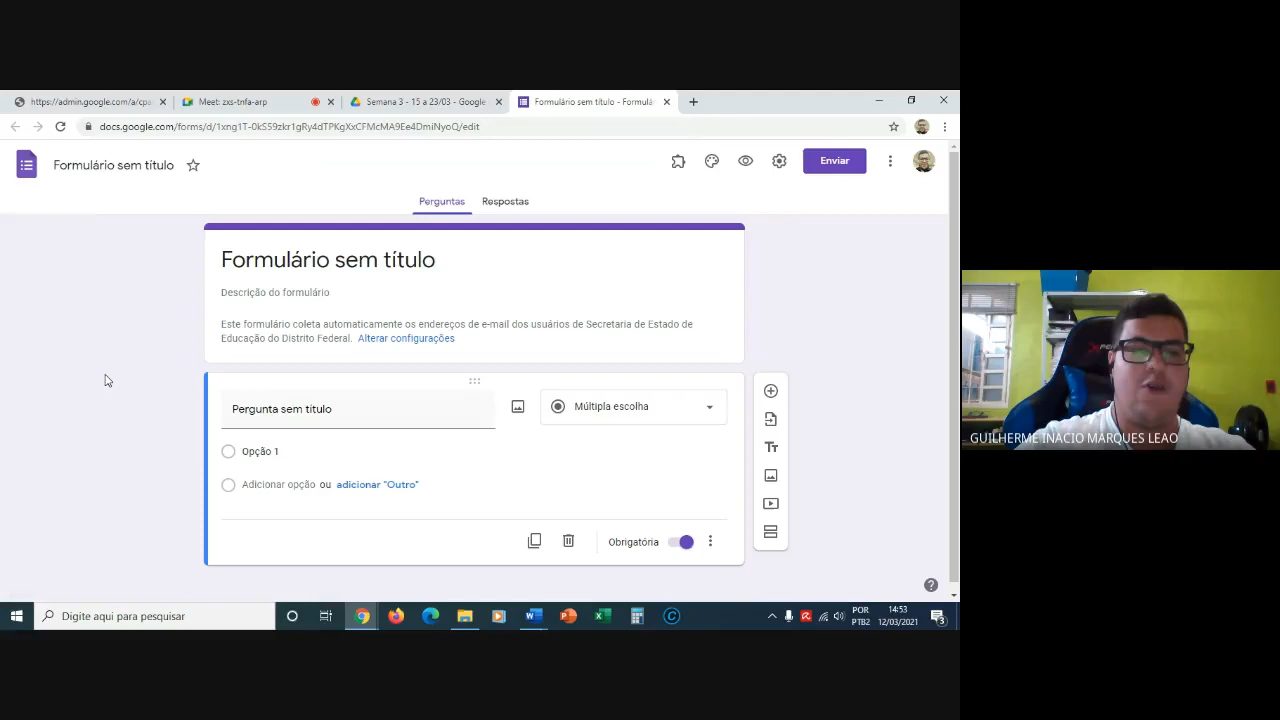 https://admin.google.com/a/cpa
Meet: zxs-tnfa-arp
Semana 3 - 15 a 23/03 - Google
Formulário sem título - Formulá
docs.google.com/forms/d/1xng1T-0kS59zkr1gRy4dTPKgXxCFMcMA9Ee4DmiNyoQ/edit
Formulário sem título
Enviar
Perguntas
Respostas
Formulário sem título
Descrição do formulário
Este formulário coleta automaticamente os endereços de e-mail dos usuários de Secretaria de Estado de
Educação do Distrito Federal. Alterar configurações
Pergunta sem título
Múltipla escolha
Opção 1
Adicionar opção ou adicionar "Outro"
Obrigatória
GUILHERME INACIO MARQUES LEAO
Digite aqui para pesquisar
POR
PTB2
14:53
12/03/2021
3